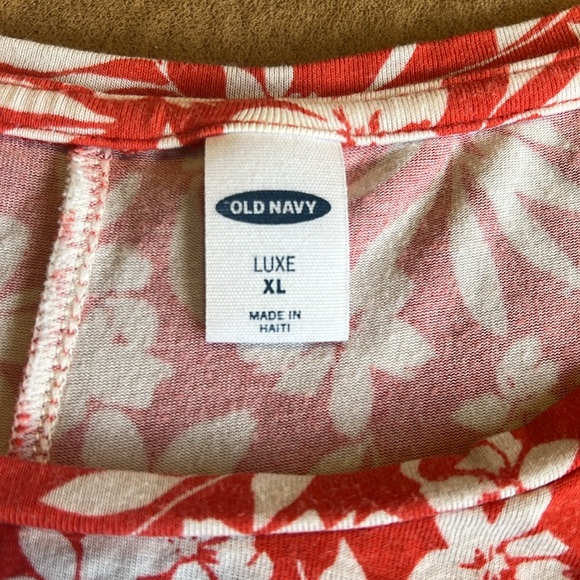 OLD NAVY
LUXE
XL
MADE IN
HAITI